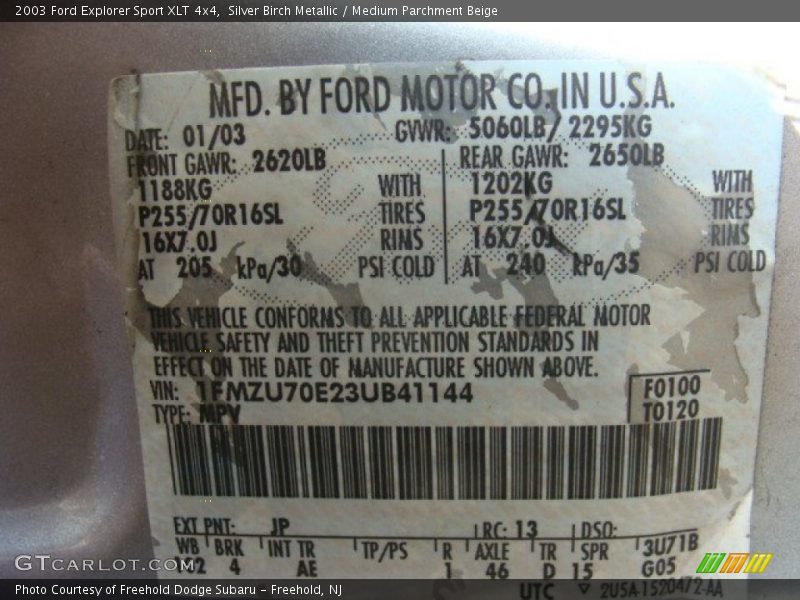 2003 Ford Explorer Sport XLT 4x4,  Silver Birch Metallic / Medium Parchment Beige
MFD. BY FORD MOTOR CO. IN U.S.A.
DATE: 01/03 GVWR: 5060LB/ 2295KG
FRONT GAWR: 2620LB REAR GAWR: 2650LB
1188KG WITH 1202KG WITH
P255/70R16SL TIRES P255/70R16SL TIRES
16X7.0J RINS 16X7.0J RINS
AT 205 kPa/30 PSI COLD AT 240 kPa/35 PSI COLD
THIS VEHICLE CONFORMS TO ALL APPLICABLE FEDERAL MOTOR
VEHICLE SAFETY AND THEFT PREVENTION STANDARDS IN
EFFECT ON THE DATE OF MANUFACTURE SHOWN ABOVE.
VIN: 1FMZU70E23UB41144 F0100
TYPE: MPV T0120
EXT PNT: JP RC: 13 DSO:
WB BRK INT TR TP/PS R AXLE TR SPR 3U71B
4 AE 1 46 D 15 G05
UTC 2U5A-1520472-AA
GTCARLOT.COM
Photo Courtesy of Freehold Dodge Subaru – Freehold, NJ